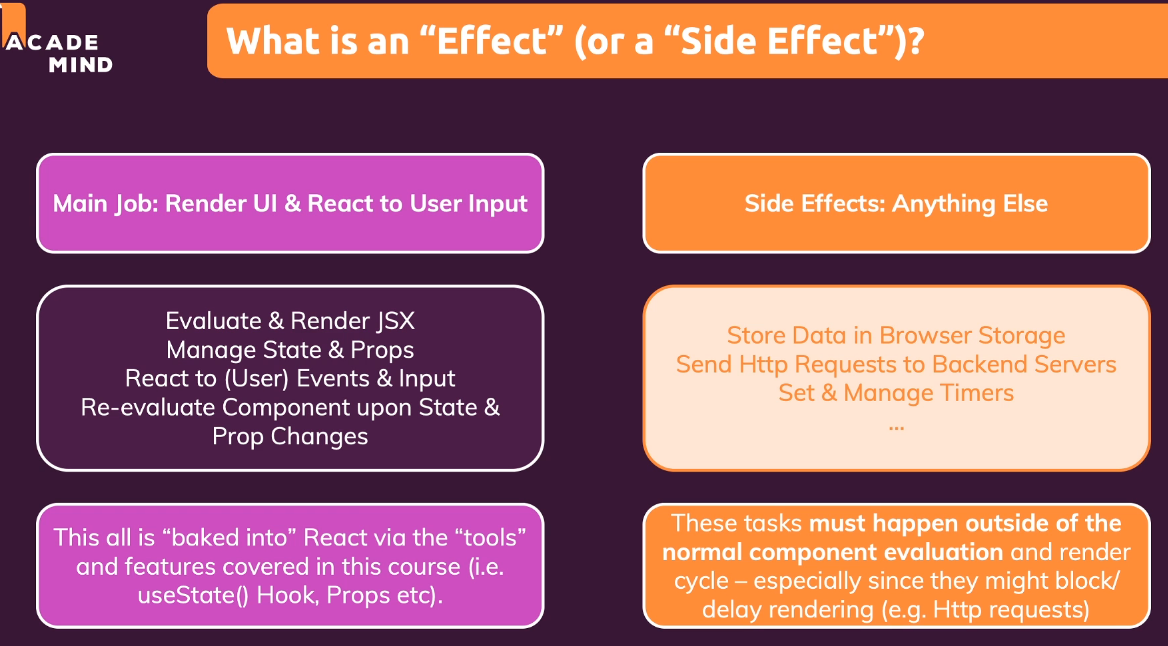 ACADE
MIND
What is an “Effect” (or a “Side Effect”)?
Main Job: Render UI & React to User Input
Evaluate & Render JSX
Manage State & Props
React to (User) Events & Input
Re-evaluate Component upon State &
Prop Changes
This all is “baked into” React via the “tools”
and features covered in this course (i.e.
useState() Hook, Props etc).
Side Effects: Anything Else
Store Data in Browser Storage
Send Http Requests to Backend Servers
Set & Manage Timers
...
These tasks must happen outside of the
normal component evaluation and render
cycle – especially since they might block/
delay rendering (e.g. Http requests)